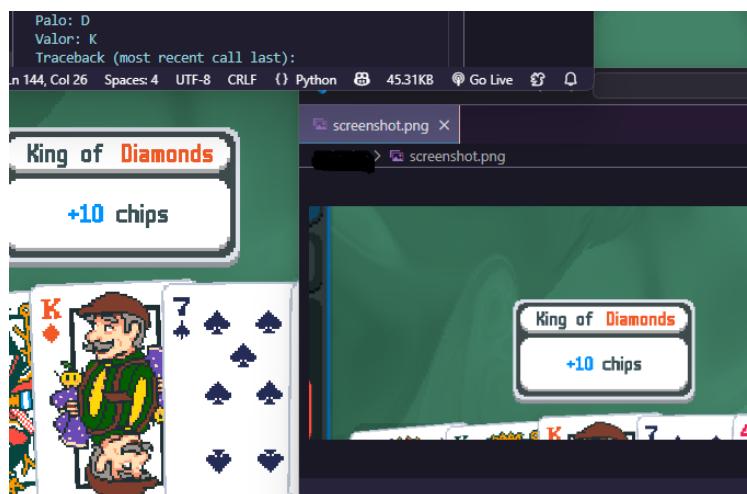 Palo: D
Valor: K
Traceback (most recent call last):
Ln 144, Col 26 Spaces: 4 UTF-8 CRLF {} Python 45.31KB Go Live
screenshot.png ×
> screenshot.png
King of Diamonds
+10 chips
K
7
King of Diamonds
+10 chips
K
7